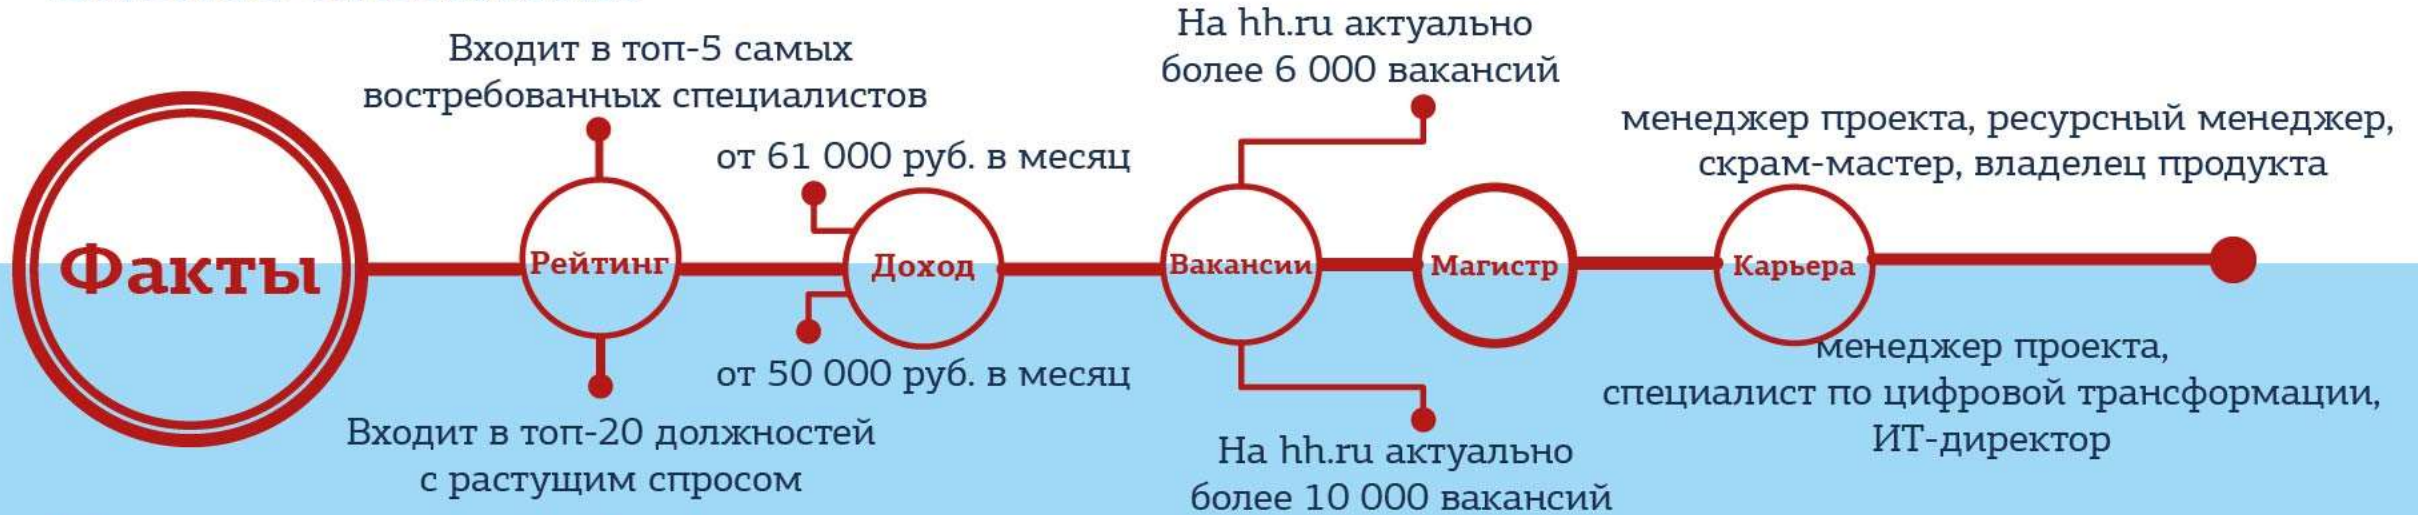 На hh.ru актуально
более 6 000 вакансий
Входит в топ-5 самых
востребованных специалистов
от 61 000 руб. в месяц
менеджер проекта, ресурсный менеджер,
скрам-мастер, владелец продукта
Факты
Рейтинг
Доход
Вакансии
Магистр
Карьера
от 50 000 руб. в месяц
менеджер проекта,
специалист по цифровой трансформации,
ИТ-директор
Входит в топ-20 должностей
с растущим спросом
На hh.ru актуально
более 10 000 вакансий